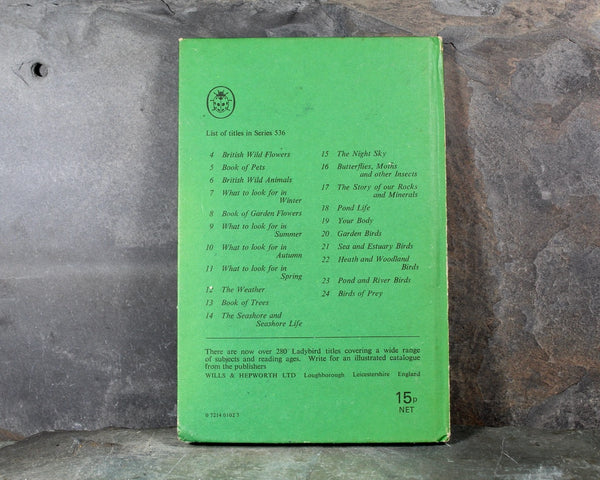 List of titles in Series 536
4 British Wild Flowers
5 Book of Pets
6 British Wild Animals
7 What to look for in
Winter
8 Book of Garden Flowers
9 What to look for in
Summer
10 What to look for in
Autumn
11 What to look for in
Spring
12 The Weather
13 Book of Trees
14 The Seashore and
Seashore Life
15 The Night Sky
16 Butterflies, Moths
and other Insects
17 The Story of our Rocks
and Minerals
18 Pond Life
19 Your Body
20 Garden Birds
21 Sea and Estuary Birds
22 Heath and Woodland
Birds
23 Pond and River Birds
24 Birds of Prey
There are now over 280 Ladybird titles covering a wide range
of subjects and reading ages. Write for an illustrated catalogue
from the publishers
WILLS & HEPWORTH LTD Loughborough Leicestershire England
15p
NET
0 7214 0102 3